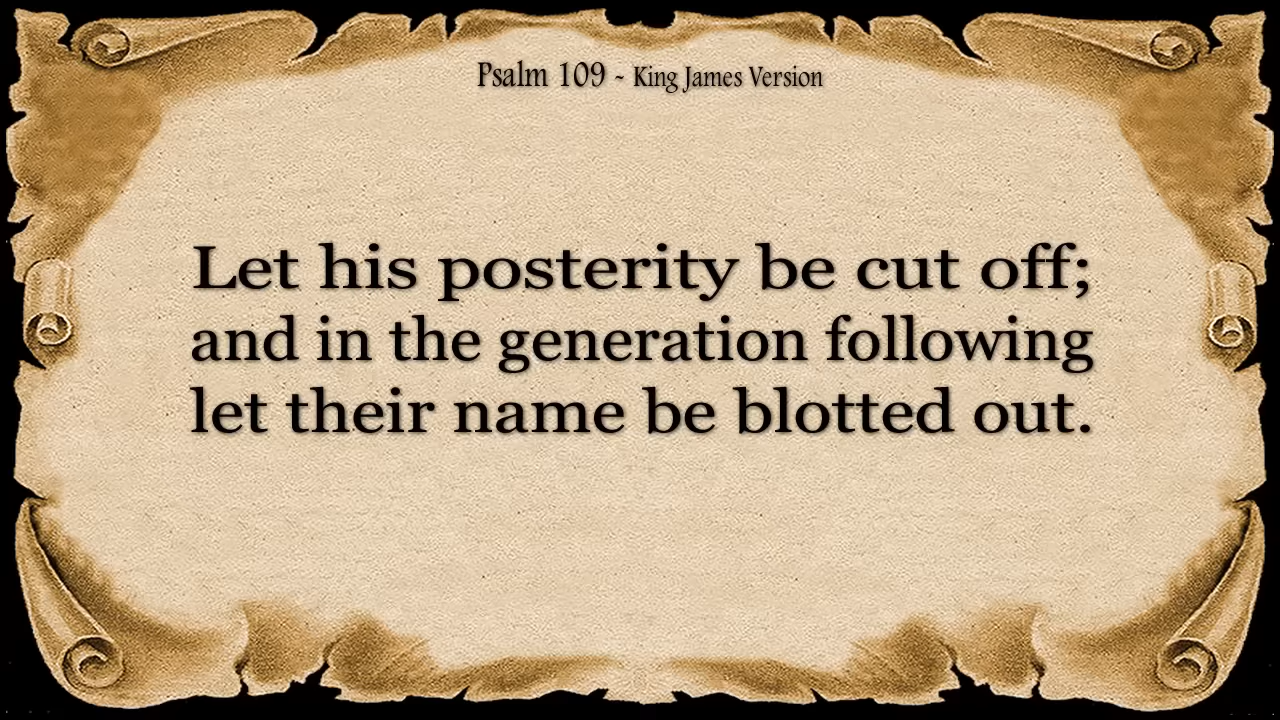 Psalm 109 - King James Version
Let his posterity be cut off;
and in the generation following
let their name be blotted out.